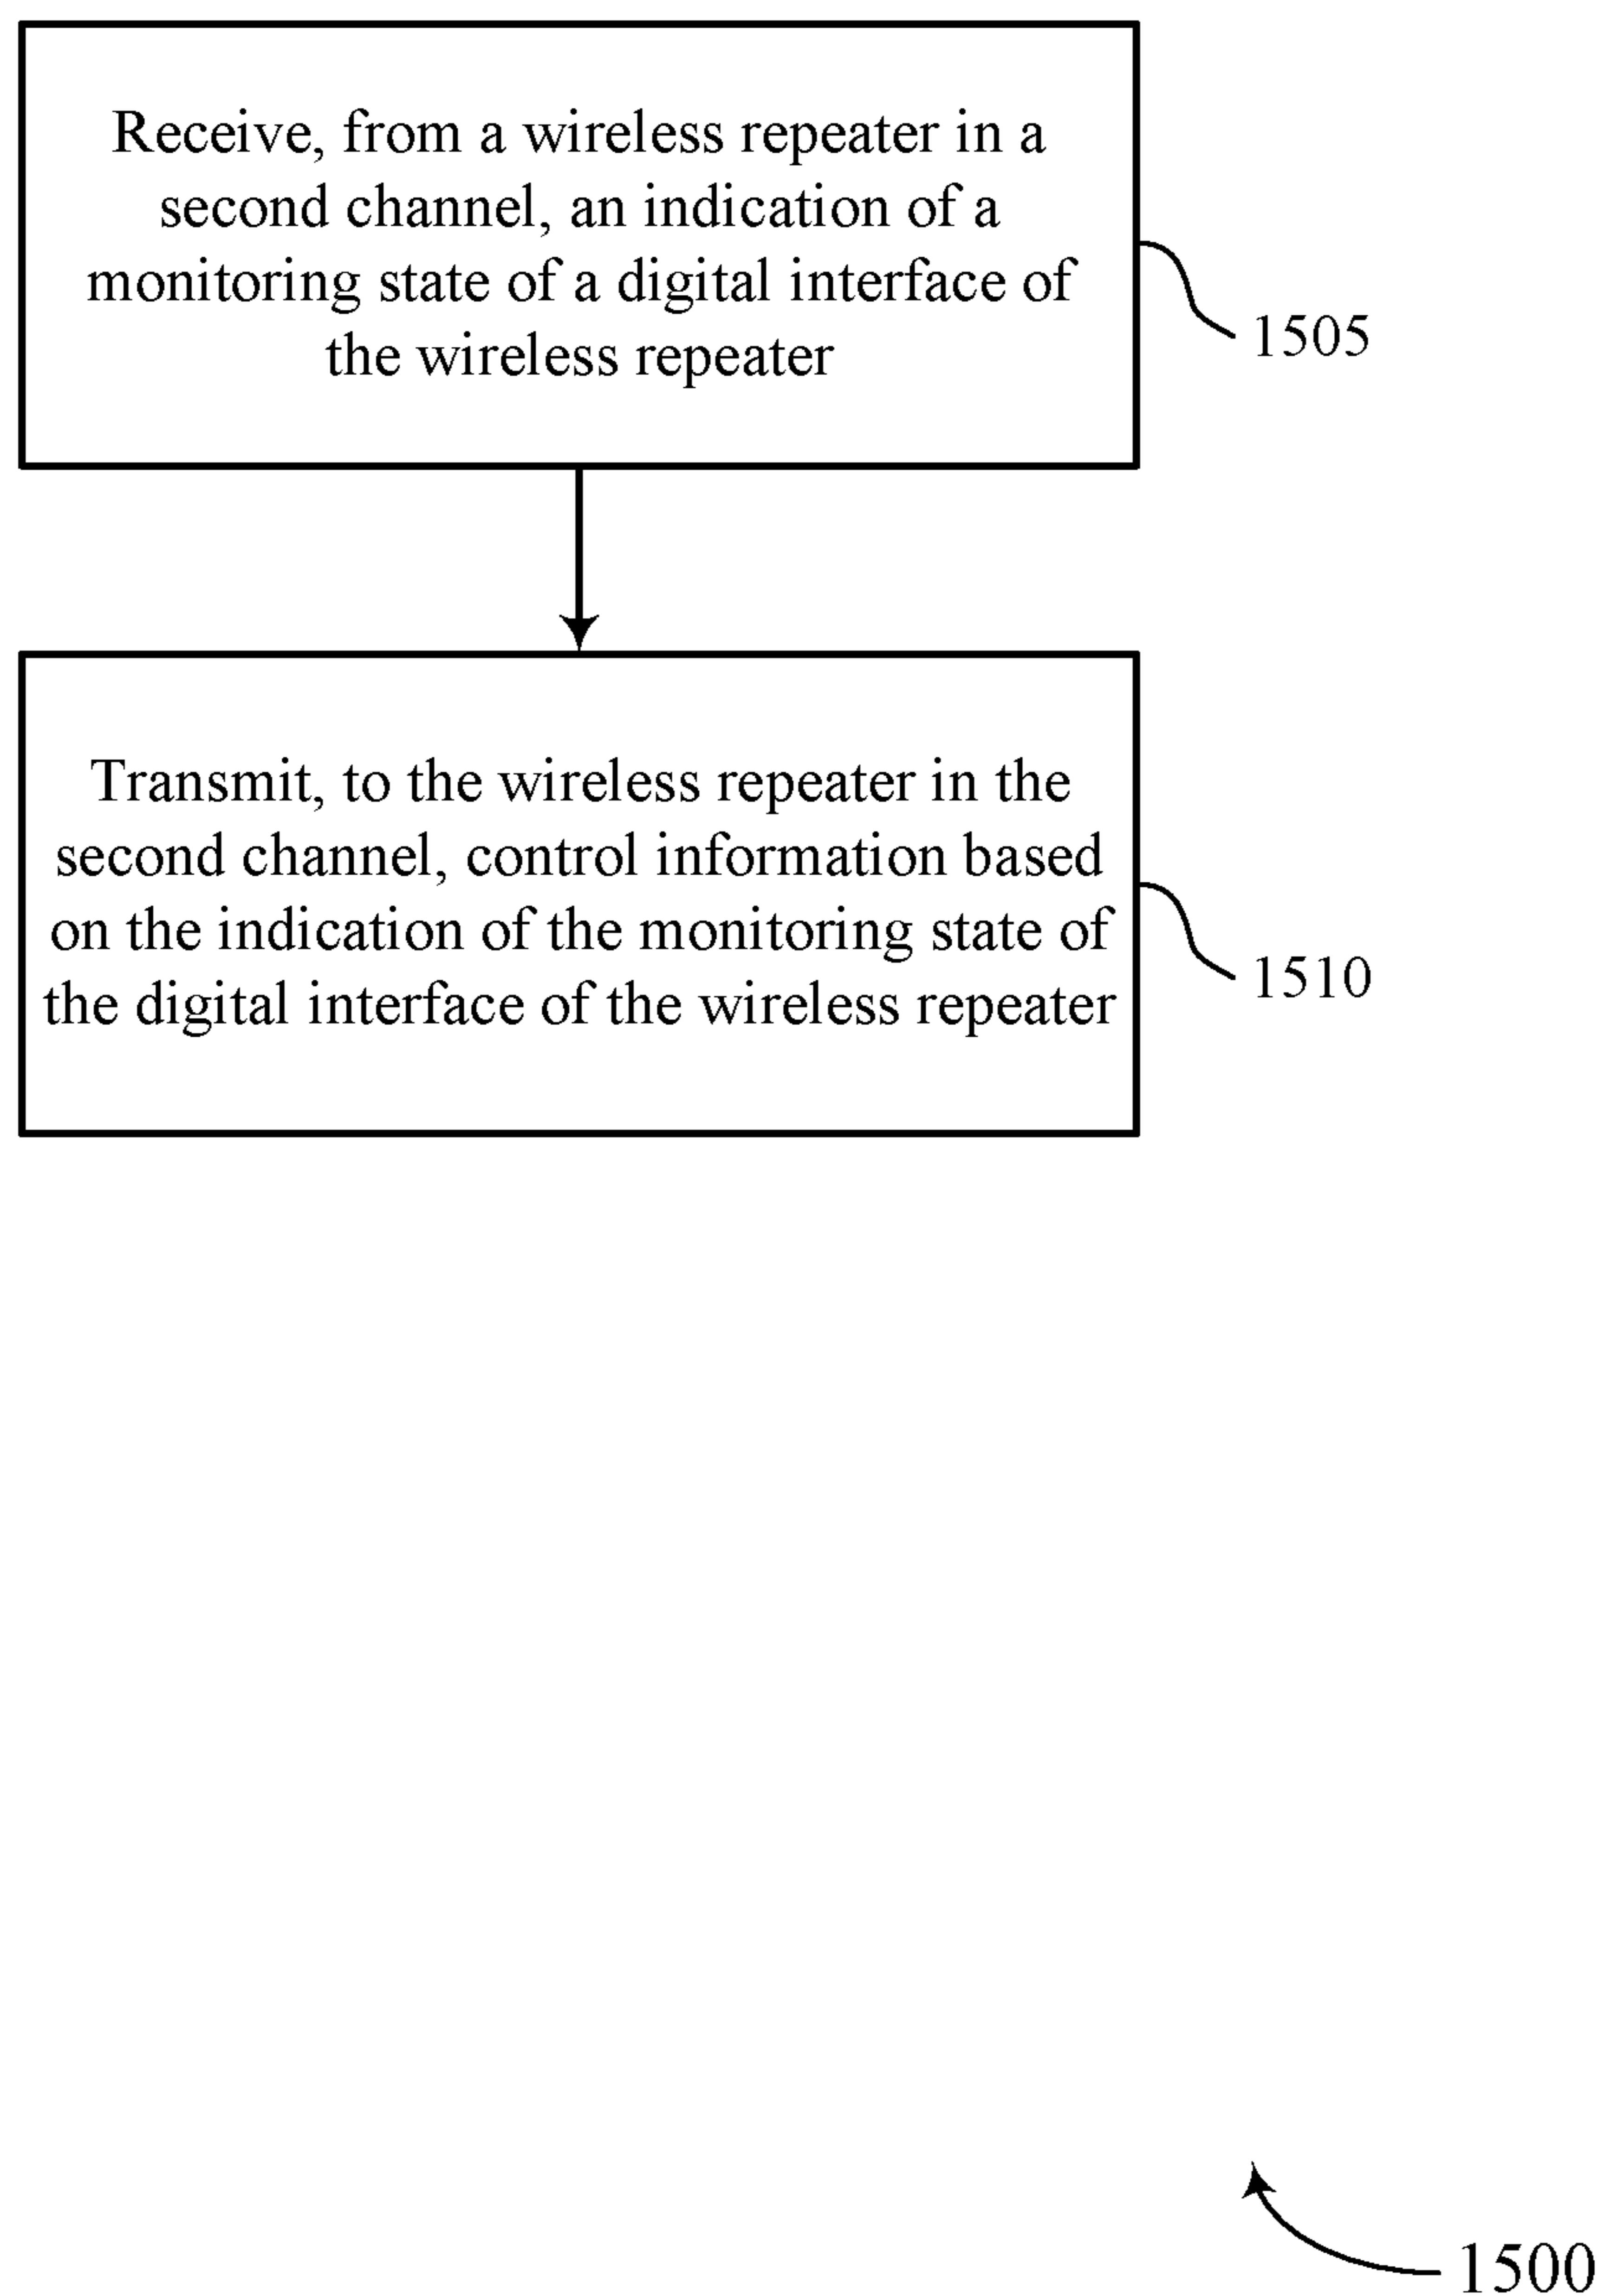 Receive, from a wireless repeater in a
second channel, an indication of a
monitoring state of a digital interface of
the wireless repeater
1505
Transmit, to the wireless repeater in the
second channel, control information based
on the indication of the monitoring state of
the digital interface of the wireless repeater
1510
1500